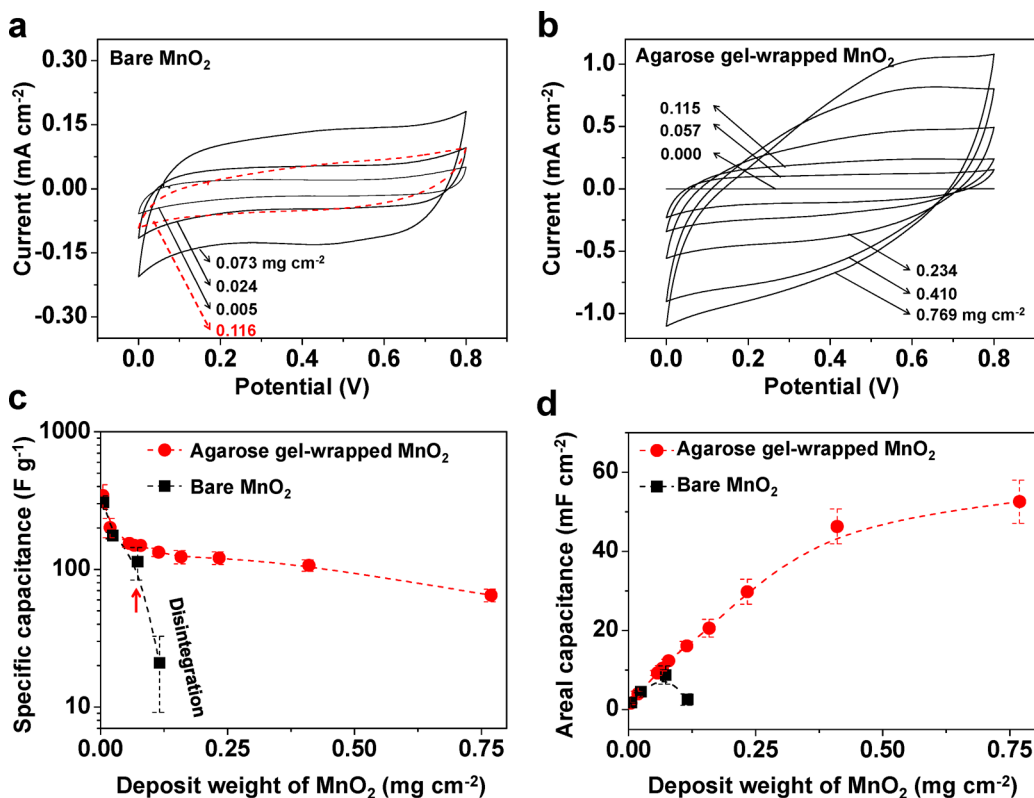 a
Bare MnO2
Current (mA cm-2)
0.30
0.15
0.00
-0.15
-0.30
0.073 mg cm-2
0.024
0.005
0.116
0.0 0.2 0.4 0.6 0.8
Potential (V)
b
Agarose gel-wrapped MnO2
Current (mA cm-2)
1.0
0.5
0.0
-0.5
-1.0
0.115
0.057
0.000
0.234
0.410
0.769 mg cm-2
0.0 0.2 0.4 0.6 0.8
Potential (V)
c
Specific capacitance (F g-1)
1000
100
10
Agarose gel-wrapped MnO2
Bare MnO2
Disintegration
0.00 0.25 0.50 0.75
Deposit weight of MnO2 (mg cm-2)
d
Areal capacitance (mF cm-2)
60
40
20
0
Agarose gel-wrapped MnO2
Bare MnO2
0.00 0.25 0.50 0.75
Deposit weight of MnO2 (mg cm-2)